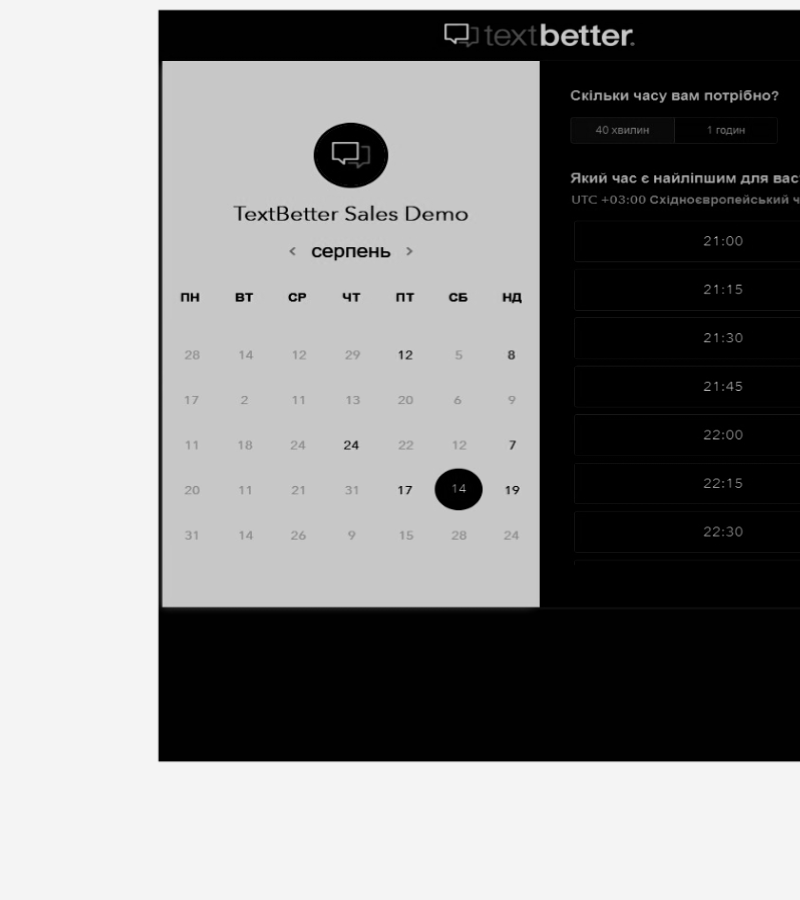 textbetter.
TextBetter Sales Demo
< серпень >
ПН ВТ СР ЧТ ПТ СБ НД
28 14 12 29 12 5 8
17 2 11 13 20 6 9
11 18 24 24 22 12 7
20 11 21 31 17 14 19
31 14 26 9 15 28 24
Скільки часу вам потрібно?
40 хвилин 1 годин
Який час є найліпшим для вас
UTC +03:00 Східноєвропейський ч
21:00
21:15
21:30
21:45
22:00
22:15
22:30